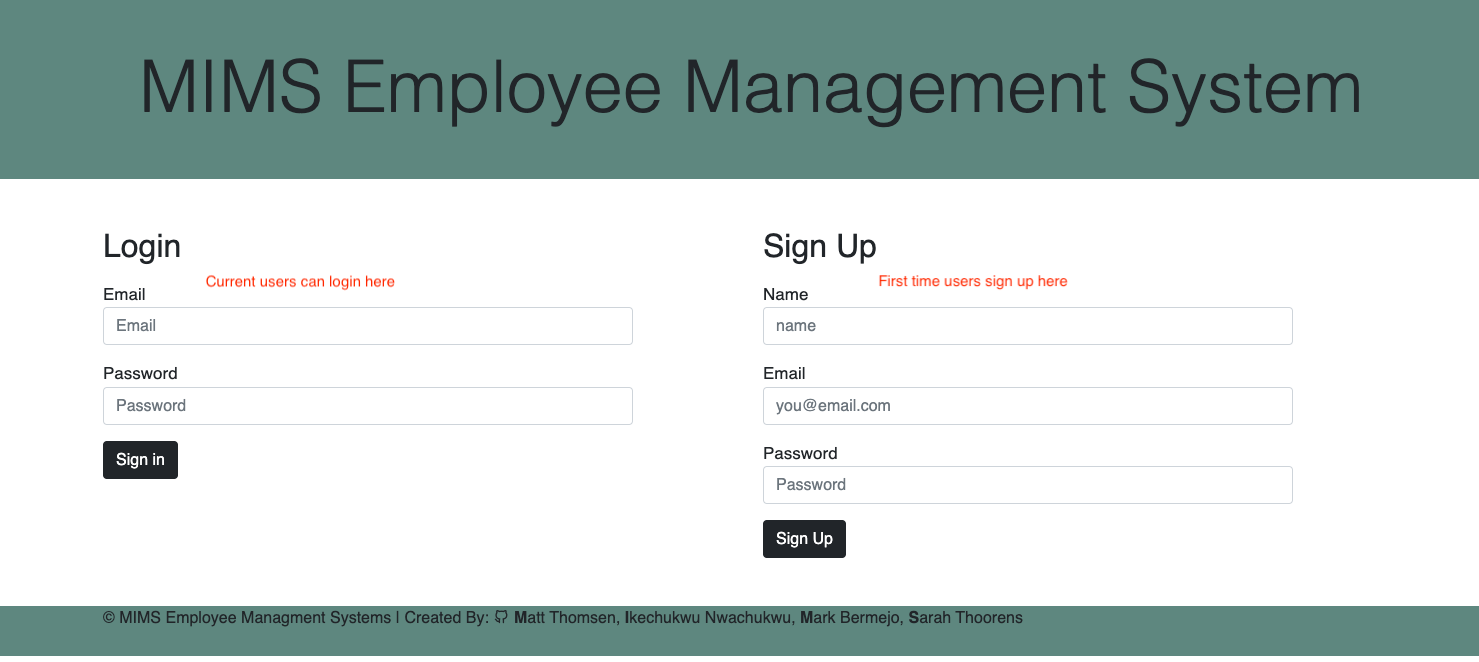 MIMS Employee Management System
Login
Current users can login here
Email
Email
Password
Password
Sign in
Sign Up
First time users sign up here
Name
name
Email
you@email.com
Password
Password
Sign Up
© MIMS Employee Managment Systems | Created By: Matt Thomsen, Ikechukwu Nwachukwu, Mark Bermejo, Sarah Thoorens